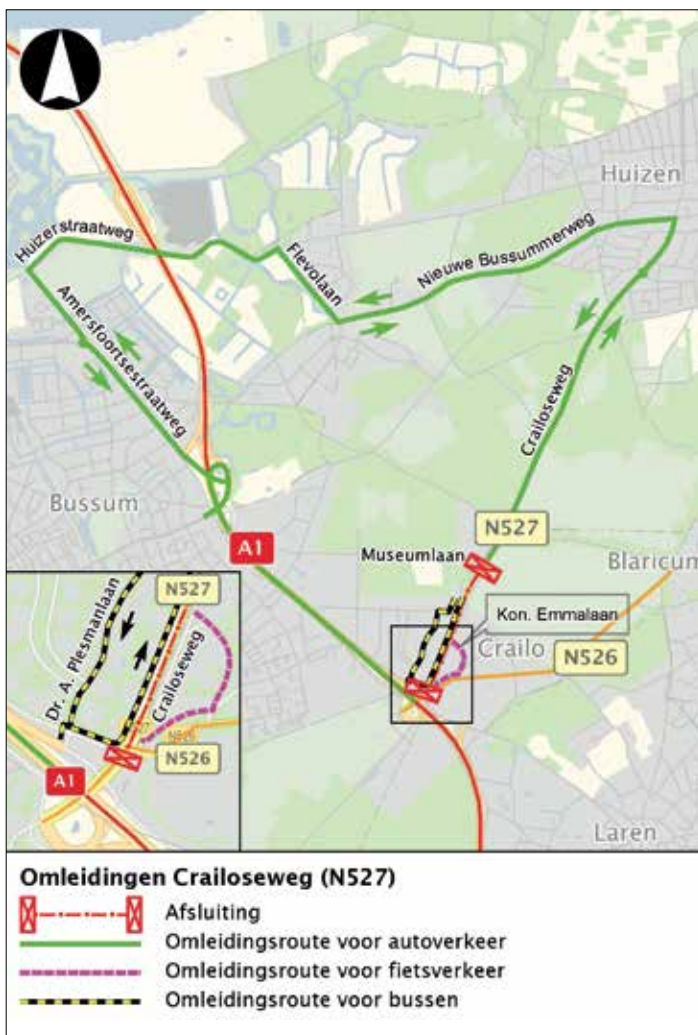 Huizen
Huizerstraatweg
Flevolaan
Nieuwe Bussummerweg
Amersfoortsestraatweg
Crailoseweg
Bussum
N527
A1
Museumlaan
Blaricum
Kon. Emmalaan
Crailo
N526
Laren
N527
Dr. A. Plesmanlaan
Crailoseweg
N526
A1
Omleidingen Crailoseweg (N527)
Afsluiting
Omleidingsroute voor autoverkeer
Omleidingsroute voor fietsverkeer
Omleidingsroute voor bussen